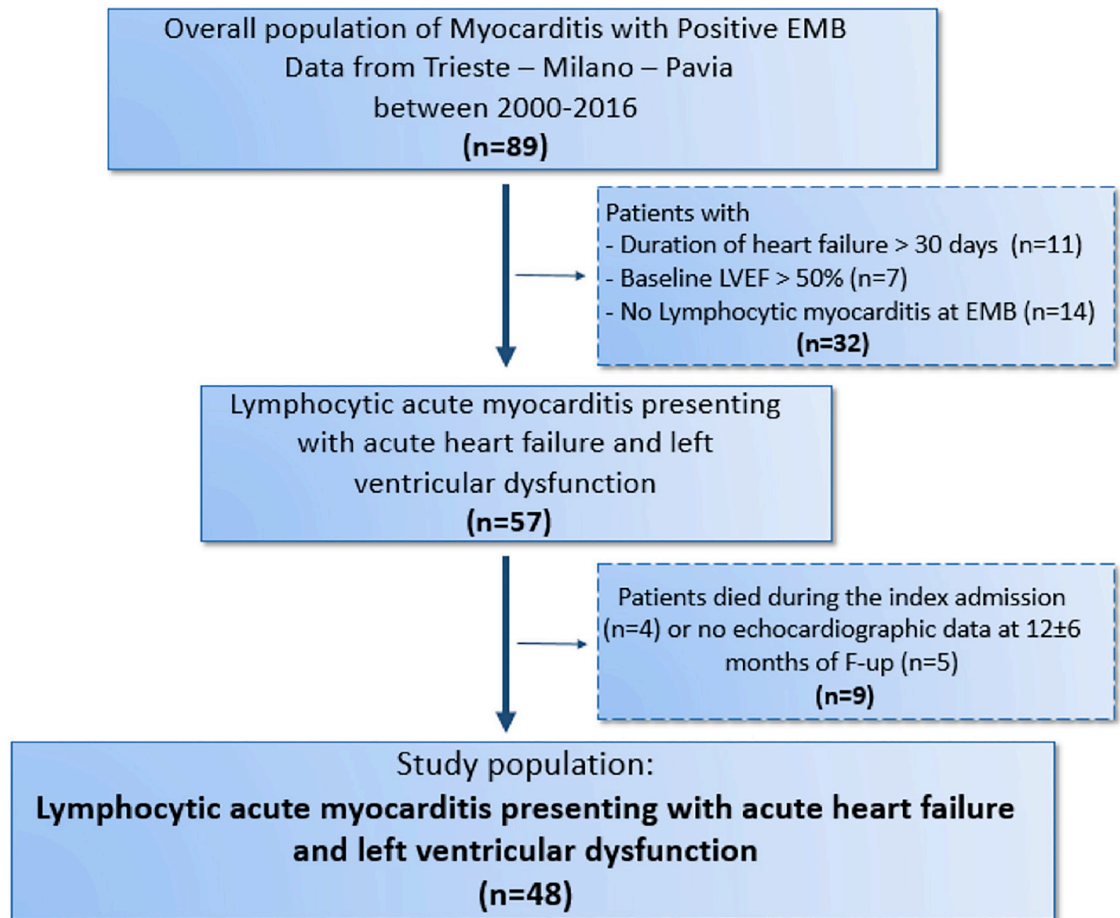 Overall population of Myocarditis with Positive EMB
Data from Trieste – Milano – Pavia
between 2000-2016
(n=89)
Patients with
- Duration of heart failure > 30 days (n=11)
- Baseline LVEF > 50% (n=7)
- No Lymphocytic myocarditis at EMB (n=14)
(n=32)
Lymphocytic acute myocarditis presenting
with acute heart failure and left
ventricular dysfunction
(n=57)
Patients died during the index admission
(n=4) or no echocardiographic data at 12±6
months of F-up (n=5)
(n=9)
Study population:
Lymphocytic acute myocarditis presenting with acute heart failure
and left ventricular dysfunction
(n=48)